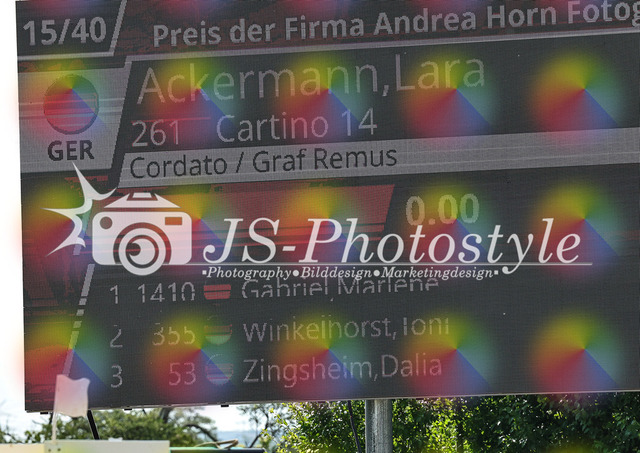 15/40 Preis der Firma Andrea Horn Fotog
Ackermann,Lara
261 Cartino 14
GER
Cordato / Graf Remus
0.00
JS-Photostyle
•Photography•Bilddesign•Marketingdesign•
1 1410 Gabriel,Marlene
2 355 Winkelhorst,Toni
3 53 Zingsheim,Dalia